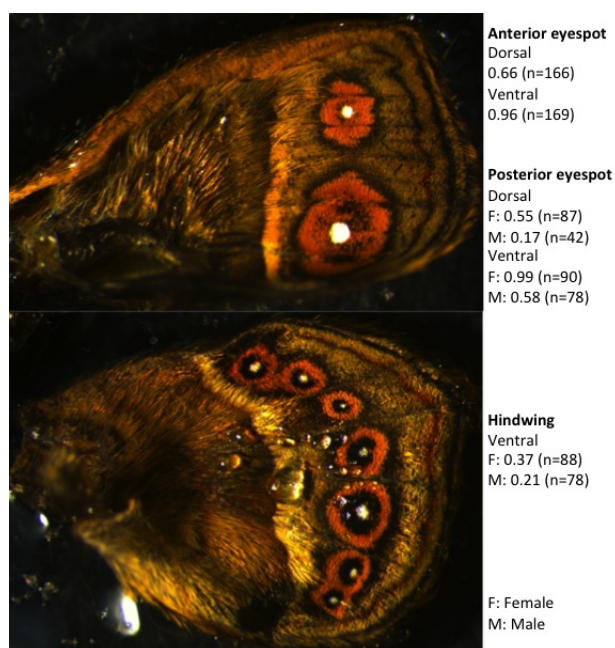 Anterior eyespot
Dorsal
0.66 (n=166)
Ventral
0.96 (n=169)
Posterior eyespot
Dorsal
F: 0.55 (n=87)
M: 0.17 (n=42)
Ventral
F: 0.99 (n=90)
M: 0.58 (n=78)
Hindwing
Ventral
F: 0.37 (n=88)
M: 0.21 (n=78)
F: Female
M: Male